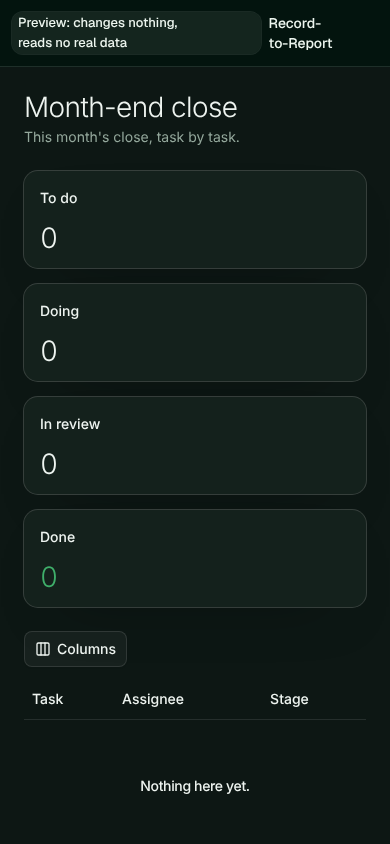 Preview: changes nothing,
reads no real data
Record-
to-Report
Month-end close
This month's close, task by task.
To do
0
Doing
0
In review
0
Done
0
Columns
Task Assignee Stage
Nothing here yet.